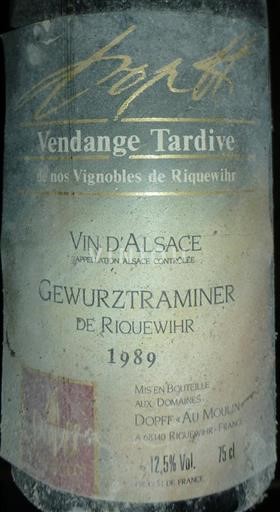 Dopff
Vendange Tardive
de nos Vignobles de Riquewihr
VIN D'ALSACE
APPELLATION ALSACE CONTRÔLÉE
GEWURZTRAMINER
DE RIQUEWIHR
1989
MIS EN BOUTEILLE
AUX DOMAINES
DOPFF «AU MOULIN»
A 68340 RIQUEWIHR - FRANCE
12,5% Vol. 75 cl
DE FRANCE